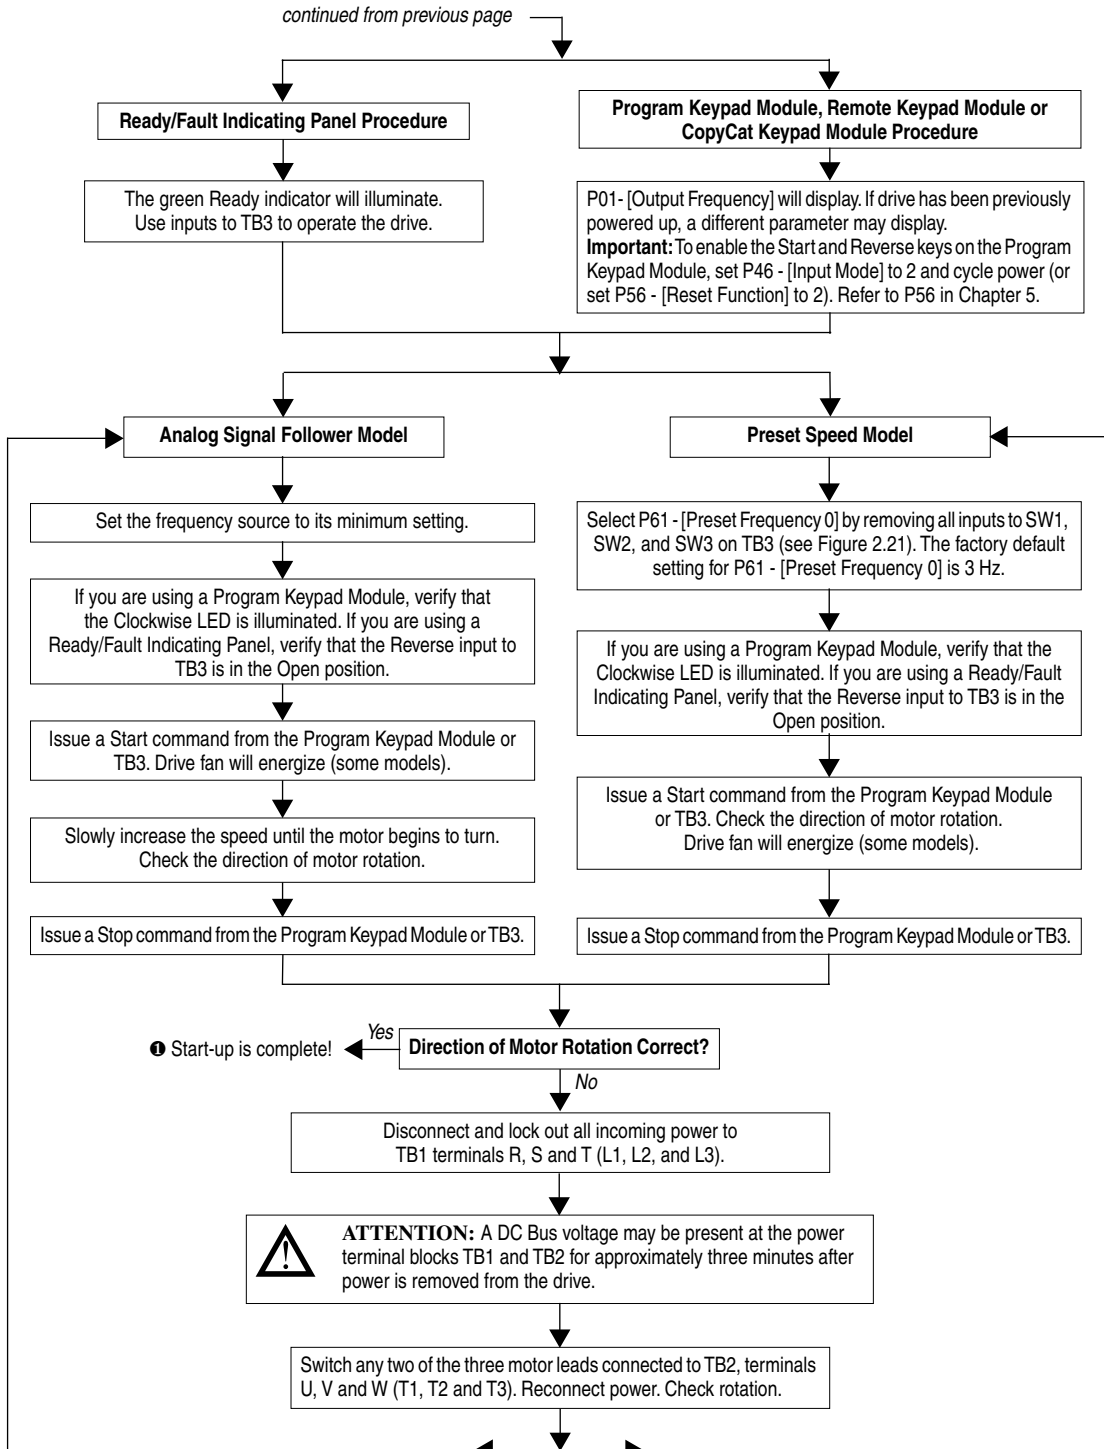 continued from previous page
Ready/Fault Indicating Panel Procedure
Program Keypad Module, Remote Keypad Module or
CopyCat Keypad Module Procedure
The green Ready indicator will illuminate.
Use inputs to TB3 to operate the drive.
P01- [Output Frequency] will display. If drive has been previously
powered up, a different parameter may display.
Important: To enable the Start and Reverse keys on the Program
Keypad Module, set P46 - [Input Mode] to 2 and cycle power (or
set P56 - [Reset Function] to 2). Refer to P56 in Chapter 5.
Analog Signal Follower Model
Set the frequency source to its minimum setting.
If you are using a Program Keypad Module, verify that
the Clockwise LED is illuminated. If you are using a
Ready/Fault Indicating Panel, verify that the Reverse input to
TB3 is in the Open position.
Issue a Start command from the Program Keypad Module or
TB3. Drive fan will energize (some models).
Slowly increase the speed until the motor begins to turn.
Check the direction of motor rotation.
Issue a Stop command from the Program Keypad Module or TB3.
Preset Speed Model
Select P61 - [Preset Frequency 0] by removing all inputs to SW1,
SW2, and SW3 on TB3 (see Figure 2.21). The factory default
setting for P61 - [Preset Frequency 0] is 3 Hz.
If you are using a Program Keypad Module, verify that the
Clockwise LED is illuminated. If you are using a Ready/Fault
Indicating Panel, verify that the Reverse input to TB3 is in the
Open position.
Issue a Start command from the Program Keypad Module
or TB3. Check the direction of motor rotation.
Drive fan will energize (some models).
Issue a Stop command from the Program Keypad Module or TB3.
Direction of Motor Rotation Correct?
Yes
❶ Start-up is complete!
No
Disconnect and lock out all incoming power to
TB1 terminals R, S and T (L1, L2, and L3).
ATTENTION: A DC Bus voltage may be present at the power
terminal blocks TB1 and TB2 for approximately three minutes after
power is removed from the drive.
Switch any two of the three motor leads connected to TB2, terminals
U, V and W (T1, T2 and T3). Reconnect power. Check rotation.